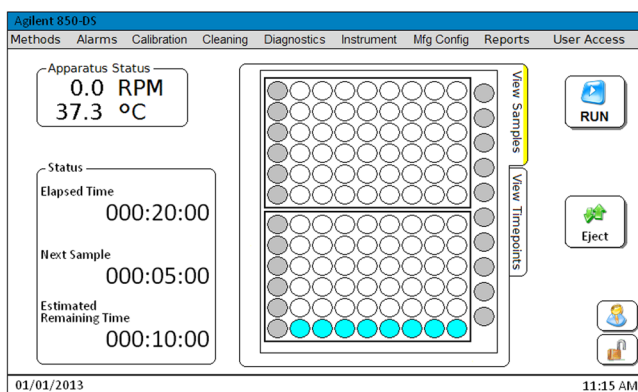 Agilent 850-DS
Methods Alarms Calibration Cleaning Diagnostics Instrument Mfg Config Reports User Access
Apparatus Status
0.0 RPM
37.3 ºC
Status
Elapsed Time
000:20:00
Next Sample
000:05:00
Estimated
Remaining Time
000:10:00
View Samples
View Timepoints
RUN
Eject
01/01/2013
11:15 AM